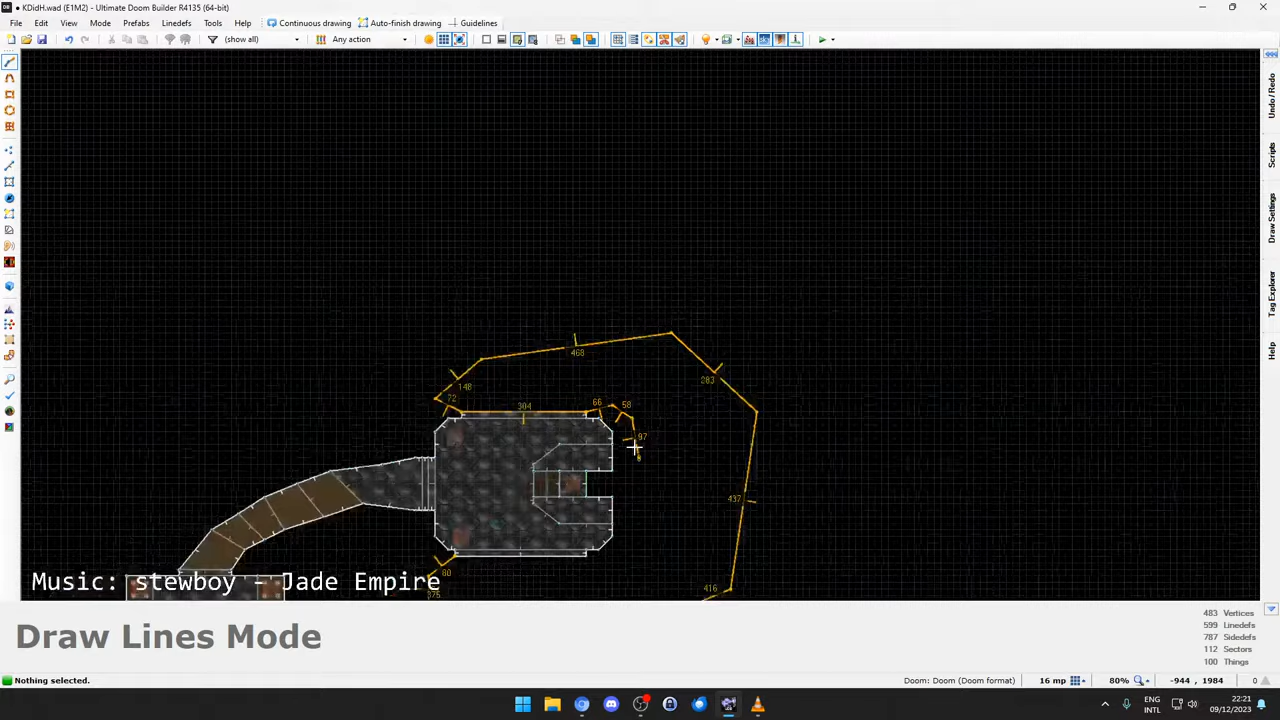 KDidH.wad (E1M2) - Ultimate Doom Builder R4135 (64-bit)
File Edit View Mode Prefabs Linedefs Tools Help Continuous drawing Auto-finish drawing Guidelines
(show all) Any action
Undo/Redo
Scripts
Draw Settings
Tag Explorer
Help
468
148
283
72
304
66
58
97
437
80
416
375
Music: stewboy - Jade Empire
Draw Lines Mode
483 Vertices
599 Linedefs
787 Sidedefs
112 Sectors
100 Things
Nothing selected.
Doom: Doom (Doom format) 16 mp 80% -944 , 1984 0
ENG
INTL
22:21
09/12/2023